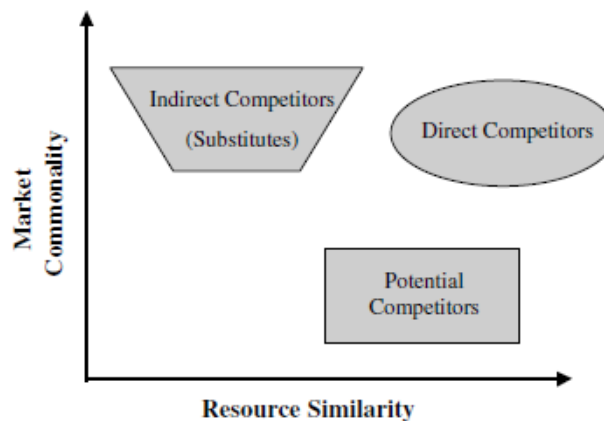 Indirect Competitors
(Substitutes)
Direct Competitors
Potential
Competitors
Market
Commonality
Resource Similarity